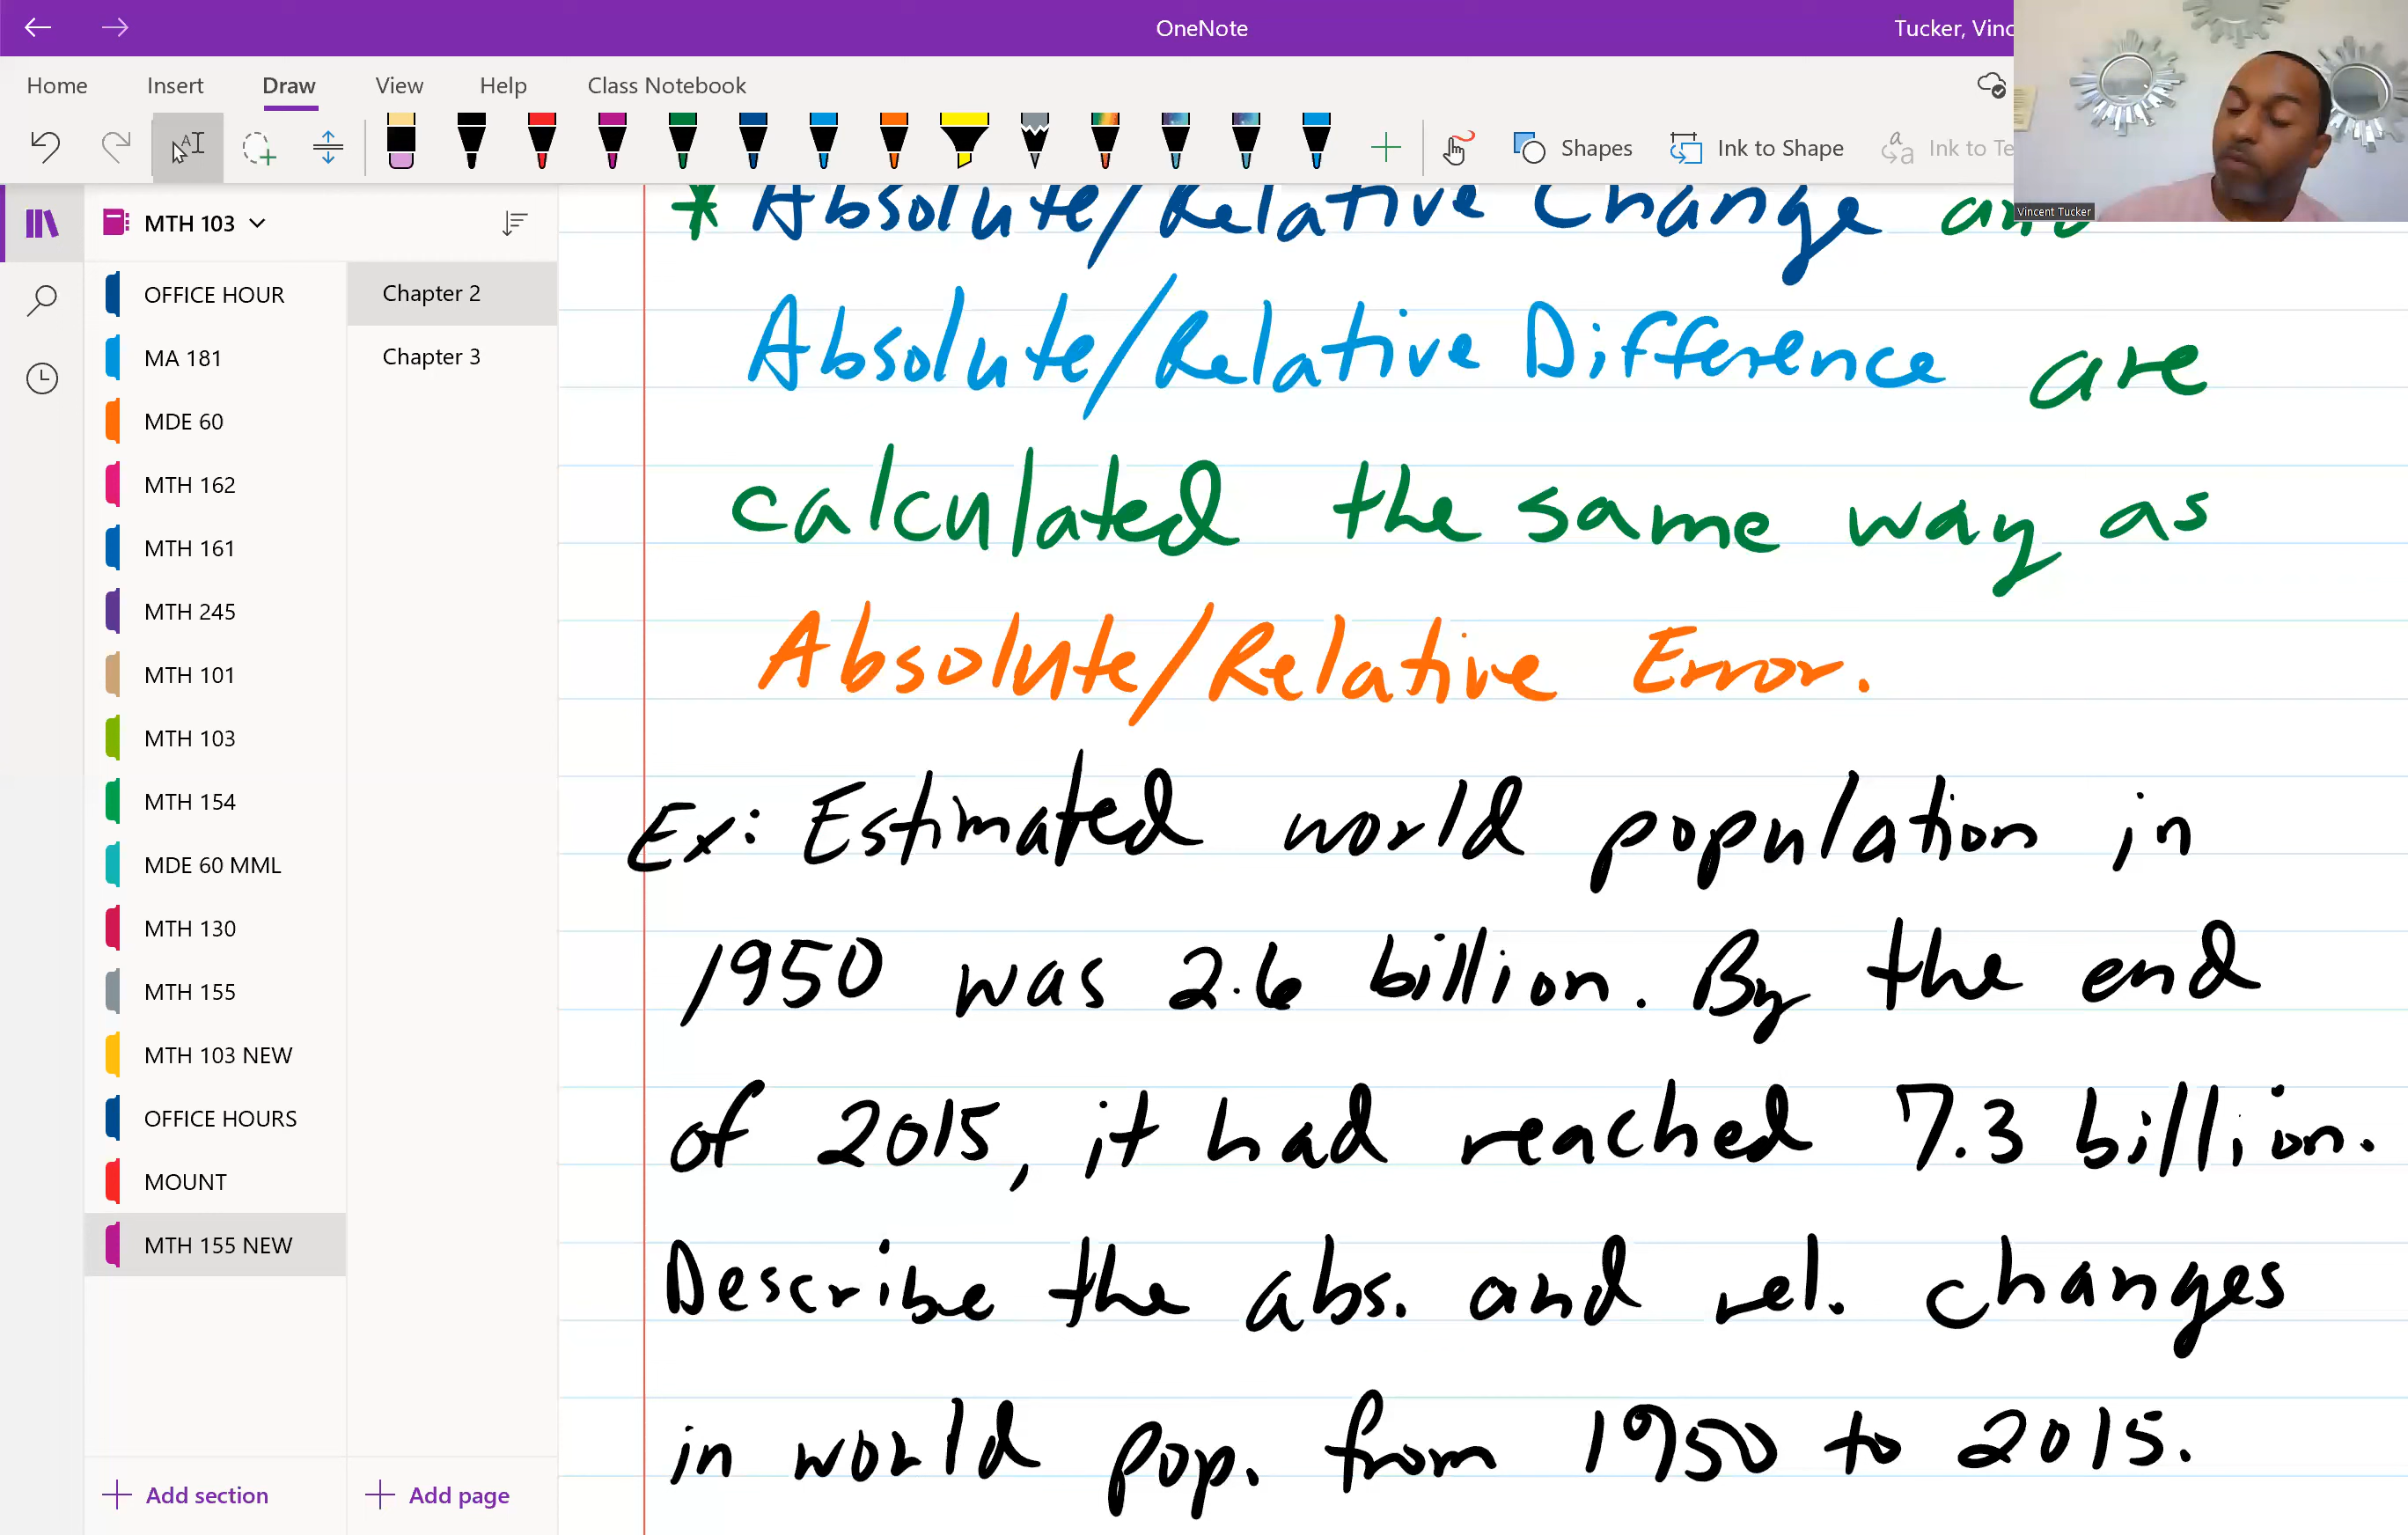 OneNote
Tucker, Vinc
Home Insert Draw View Help Class Notebook
Shapes Ink to Shape Ink to Te
Vincent Tucker
MTH 103
OFFICE HOUR
MA 181
MDE 60
MTH 162
MTH 161
MTH 245
MTH 101
MTH 103
MTH 154
MDE 60 MML
MTH 130
MTH 155
MTH 103 NEW
OFFICE HOURS
MOUNT
MTH 155 NEW
Add section
Chapter 2
Chapter 3
Add page
* Absolute/Relative Change and
Absolute/Relative Difference are
calculated the same way as
Absolute/Relative Error.
Ex: Estimated world population in
1950 was 2.6 billion. By the end
of 2015, it had reached 7.3 billion.
Describe the abs. and rel. changes
in world pop. from 1950 to 2015.